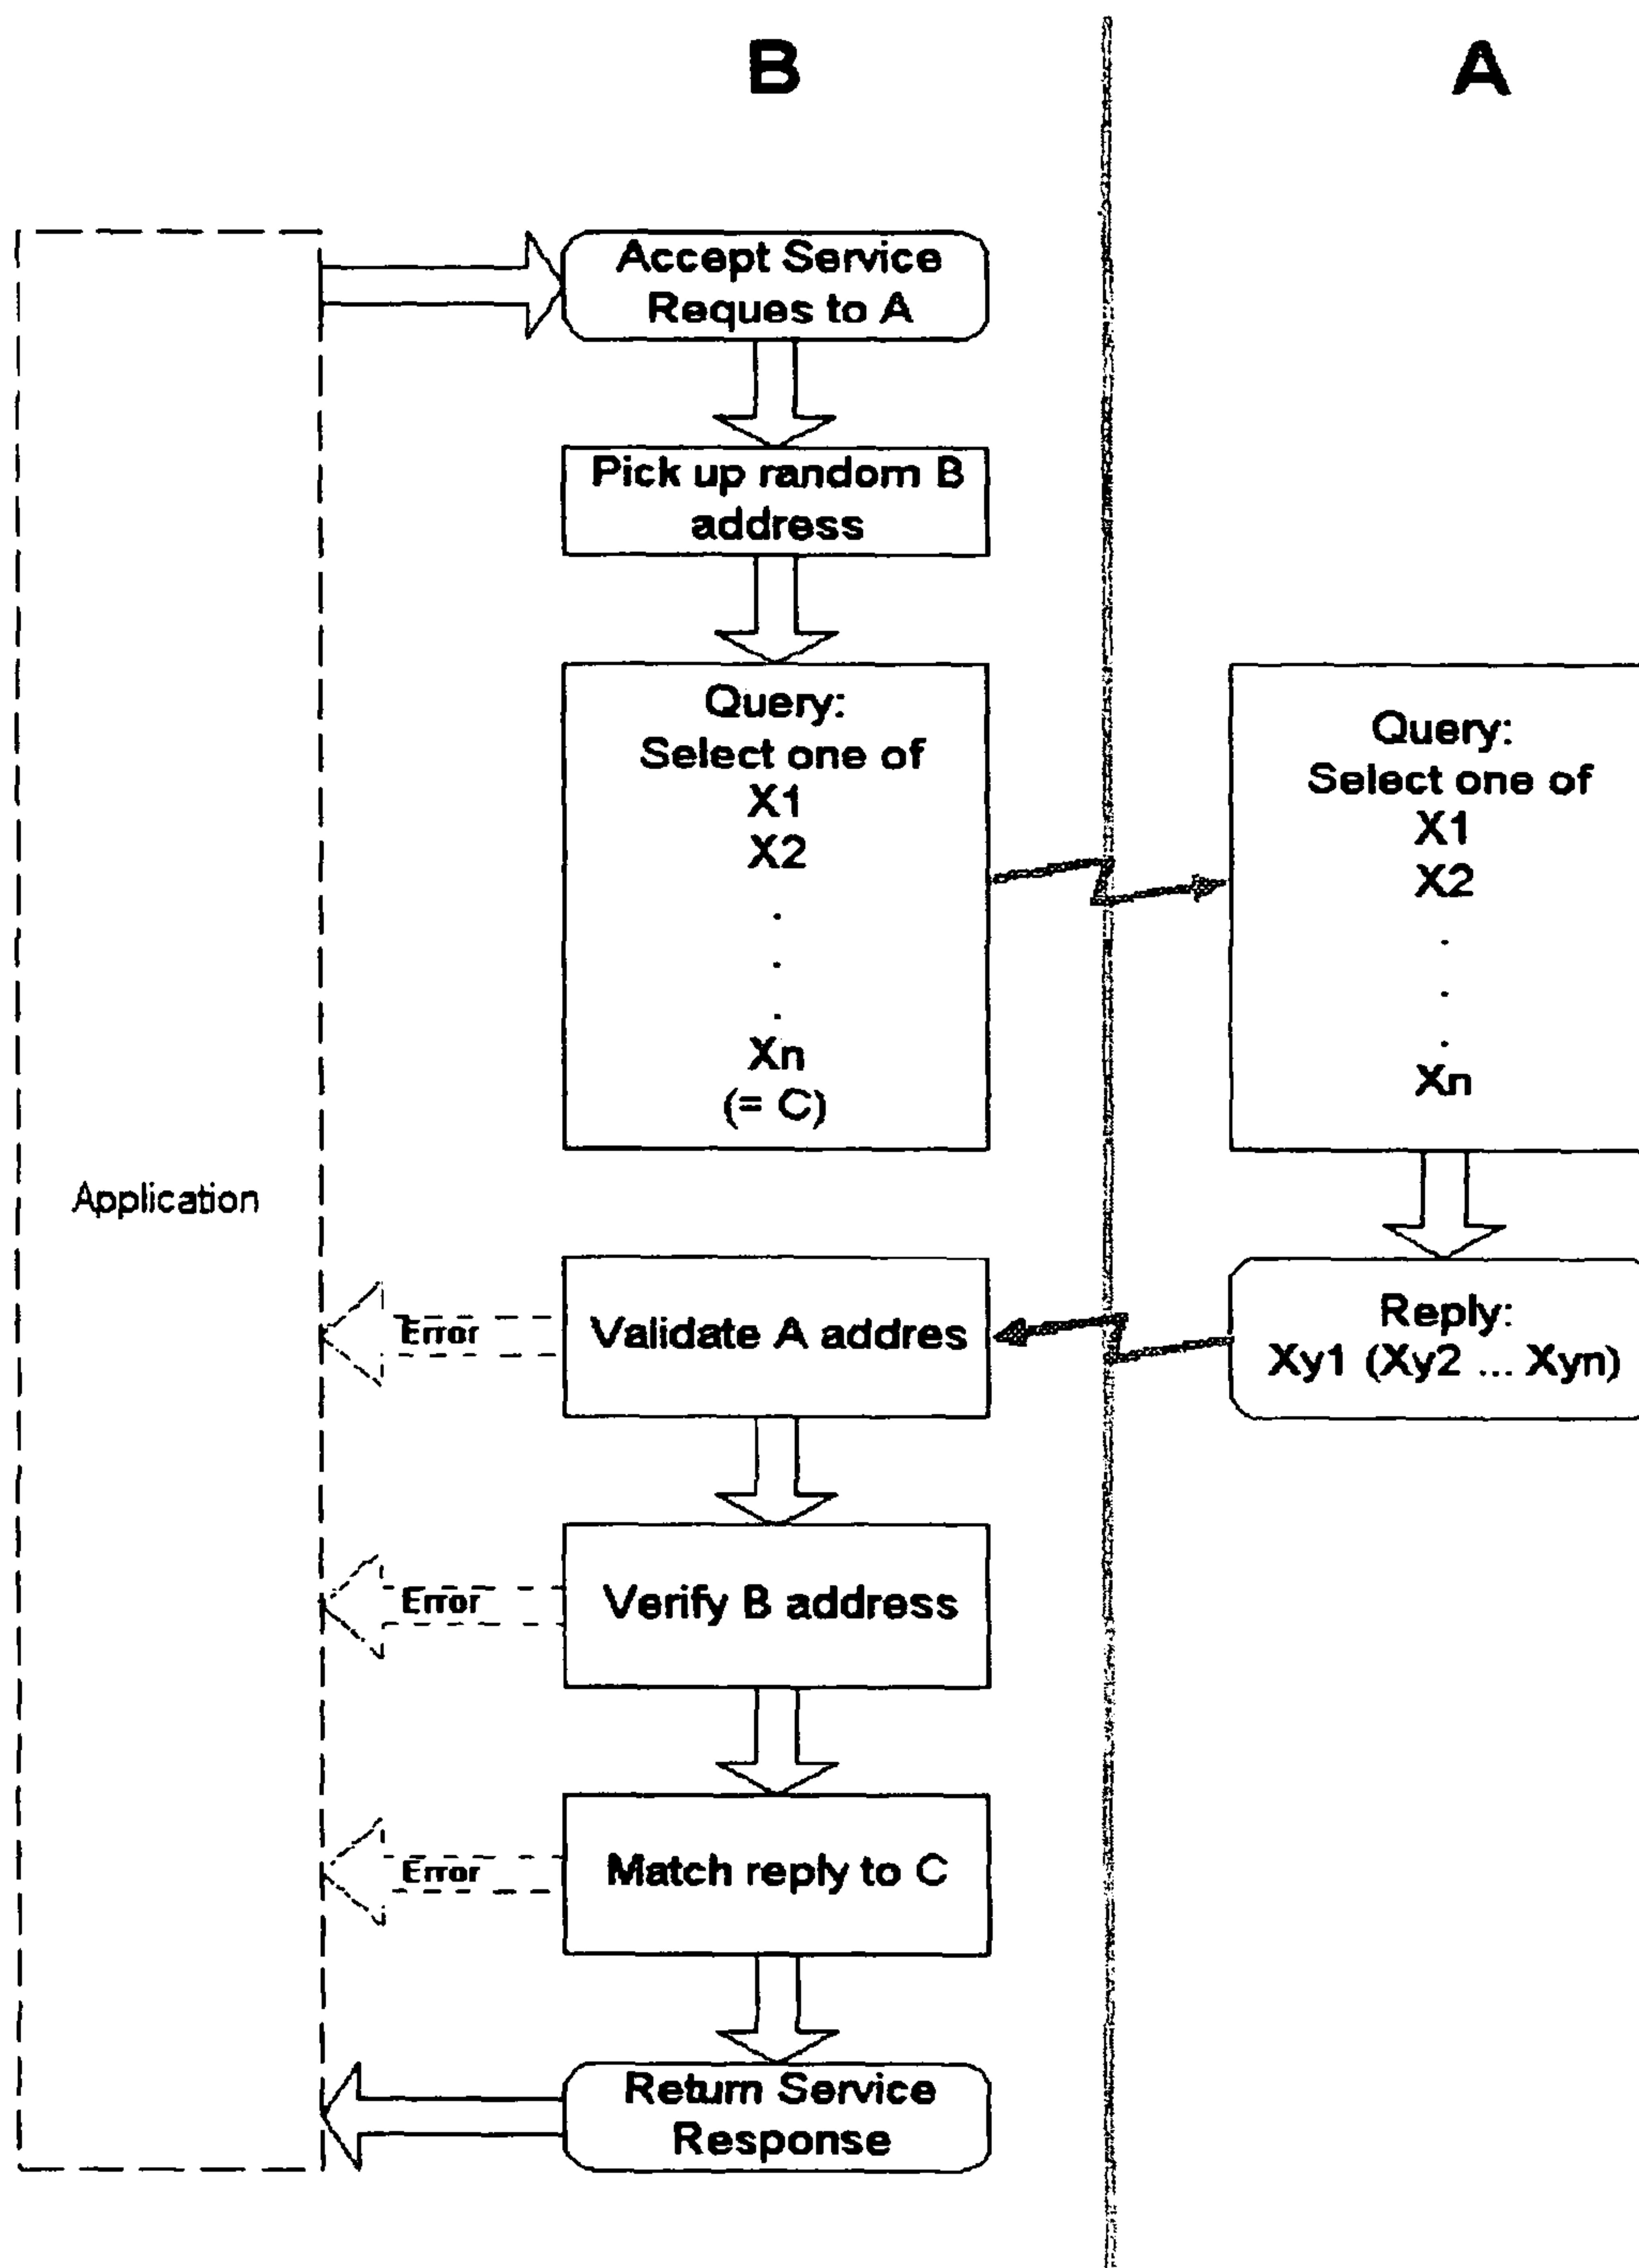 B
A
Accept Service
Reques to A
Pick up random B
address
Query:
Select one of
X1
X2
.
.
.
Xn
(= C)
Query:
Select one of
X1
X2
.
.
.
Xn
Application
Error
Validate A addres
Reply:
Xy1 (Xy2 ... Xyn)
Error
Verify B address
Error
Match reply to C
Return Service
Response